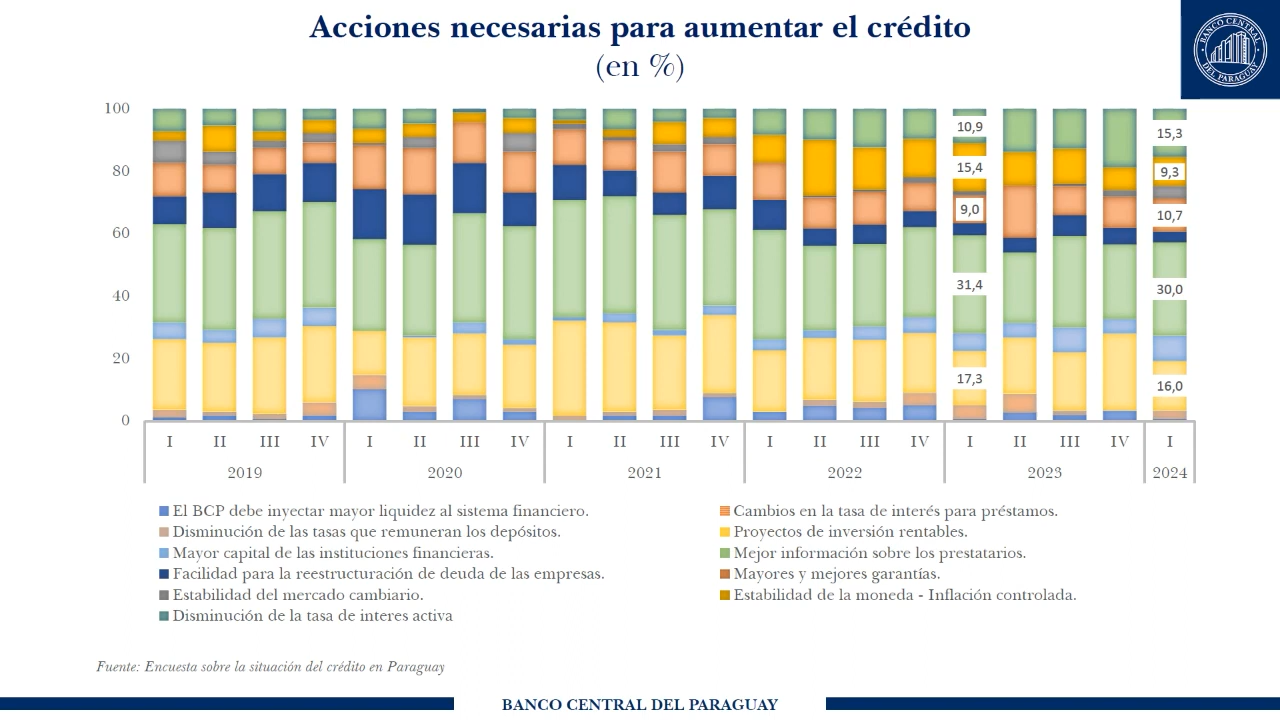 Acciones necesarias para aumentar el crédito
(en %)
BANCO CENTRAL
DEL PARAGUAY
100
80
60
40
20
0
10,9
15,4
9,0
31,4
17,3
15,3
9,3
10,7
30,0
16,0
I II III IV I II III IV I II III IV I II III IV I II III IV I
2019 2020 2021 2022 2023 2024
El BCP debe inyectar mayor liquidez al sistema financiero.
Cambios en la tasa de interés para préstamos.
Disminución de las tasas que remuneran los depósitos.
Proyectos de inversión rentables.
Mayor capital de las instituciones financieras.
Mejor información sobre los prestatarios.
Facilidad para la reestructuración de deuda de las empresas.
Mayores y mejores garantías.
Estabilidad del mercado cambiario.
Estabilidad de la moneda - Inflación controlada.
Disminución de la tasa de interes activa
Fuente: Encuesta sobre la situación del crédito en Paraguay
BANCO CENTRAL DEL PARAGUAY